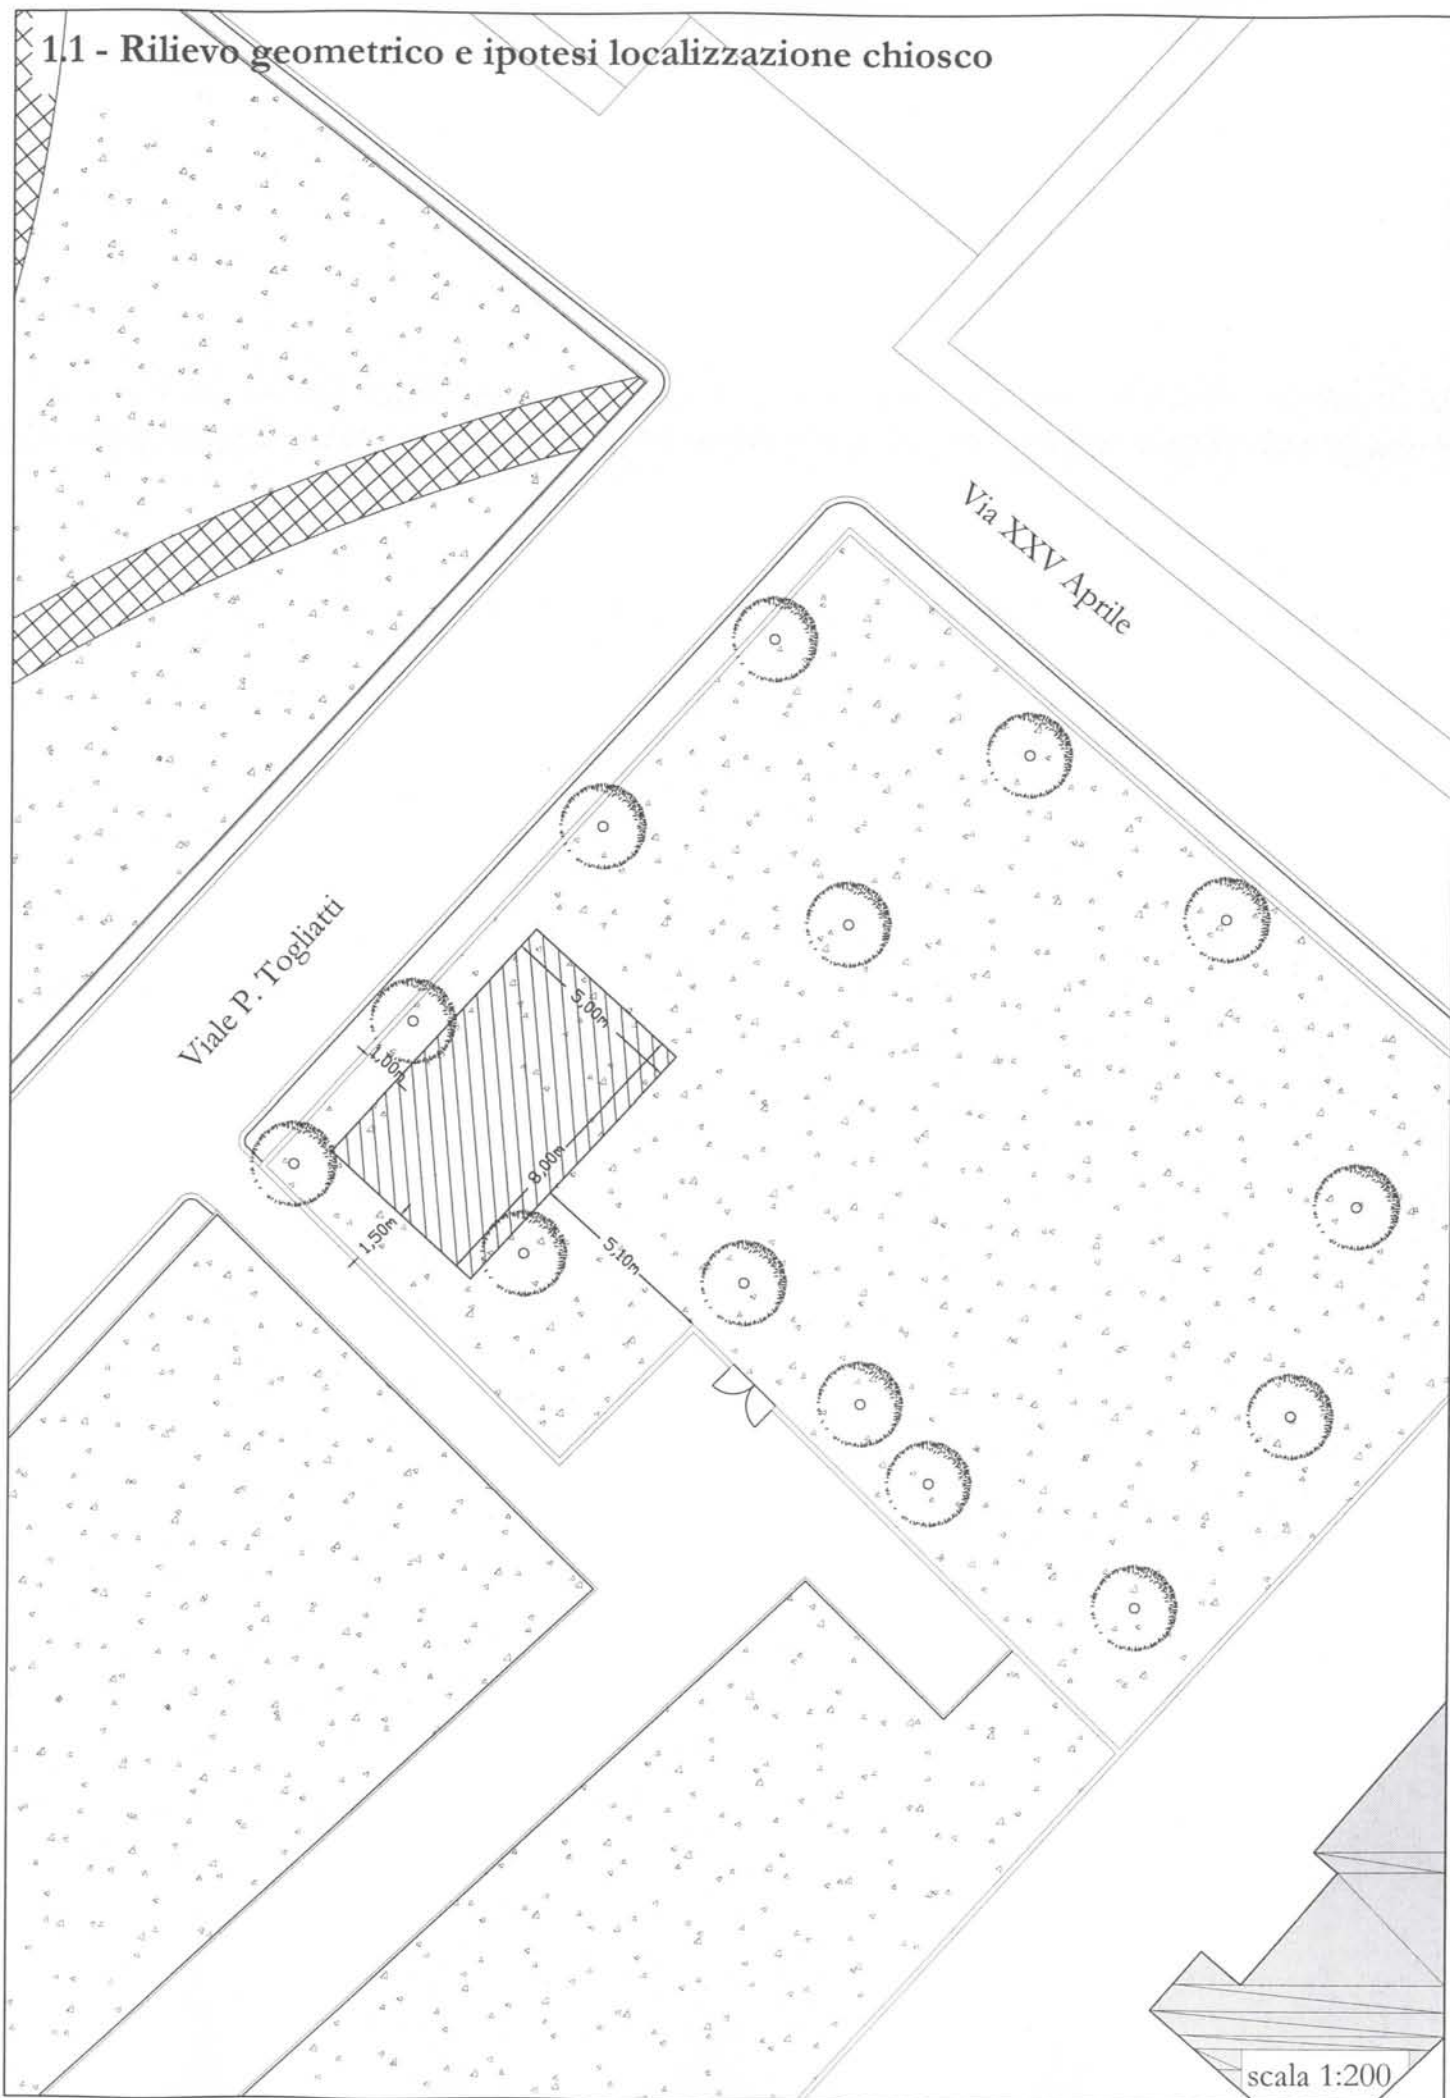 1.1 - Rilievo geometrico e ipotesi localizzazione chiosco
Via XXV Aprile
Viale P. Togliatti
5,00m
1,00m
8,00m
1,50m
5,10m
scala 1:200